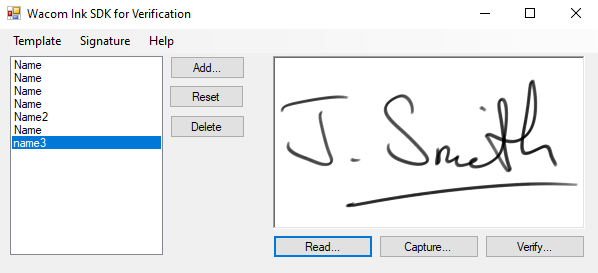 Wacom Ink SDK for Verification
Template Signature Help
Name
Name
Name
Name
Name2
Name
name3
Add...
Reset
Delete
J. Smith
Read... Capture... Verify...